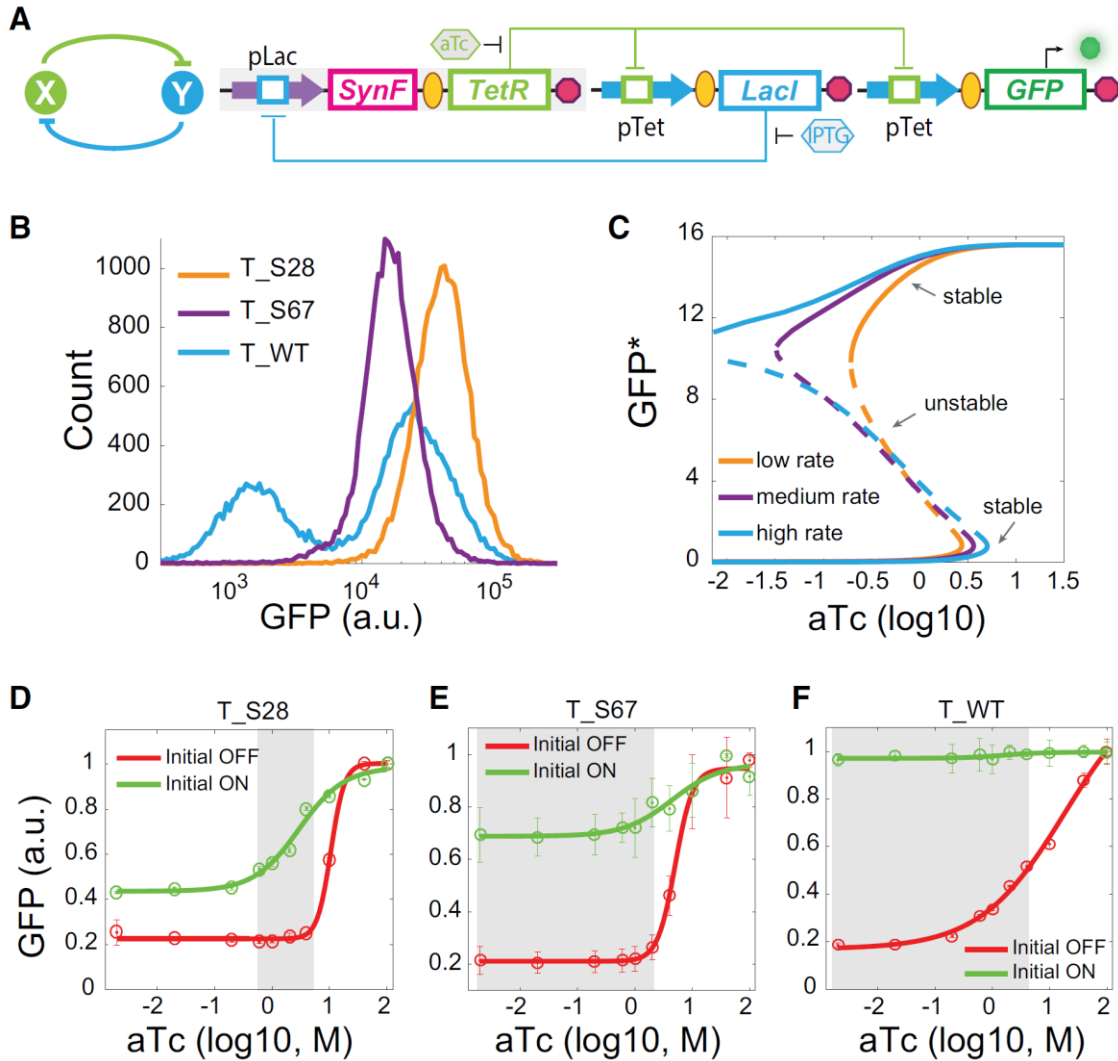 A
X
Y
pLac
SynF
aTc
TetR
pTet
LacI
IPTG
pTet
GFP
B
Count
1000
800
600
400
200
0
T_S28
T_S67
T_WT
10^3
10^4
10^5
GFP (a.u.)
C
GFP*
16
12
8
4
0
stable
unstable
stable
low rate
medium rate
high rate
-2
-1.5
-1
-0.5
0
0.5
1
1.5
aTc (log10)
D
T_S28
Initial OFF
Initial ON
GFP (a.u.)
1
0.8
0.6
0.4
0.2
0
-2
-1
0
1
2
aTc (log10, M)
E
T_S67
Initial OFF
Initial ON
1
0.8
0.6
0.4
0.2
-2
-1
0
1
2
aTc (log10, M)
F
T_WT
1
0.8
0.6
0.4
0.2
0
Initial OFF
Initial ON
-2
-1
0
1
2
aTc (log10, M)